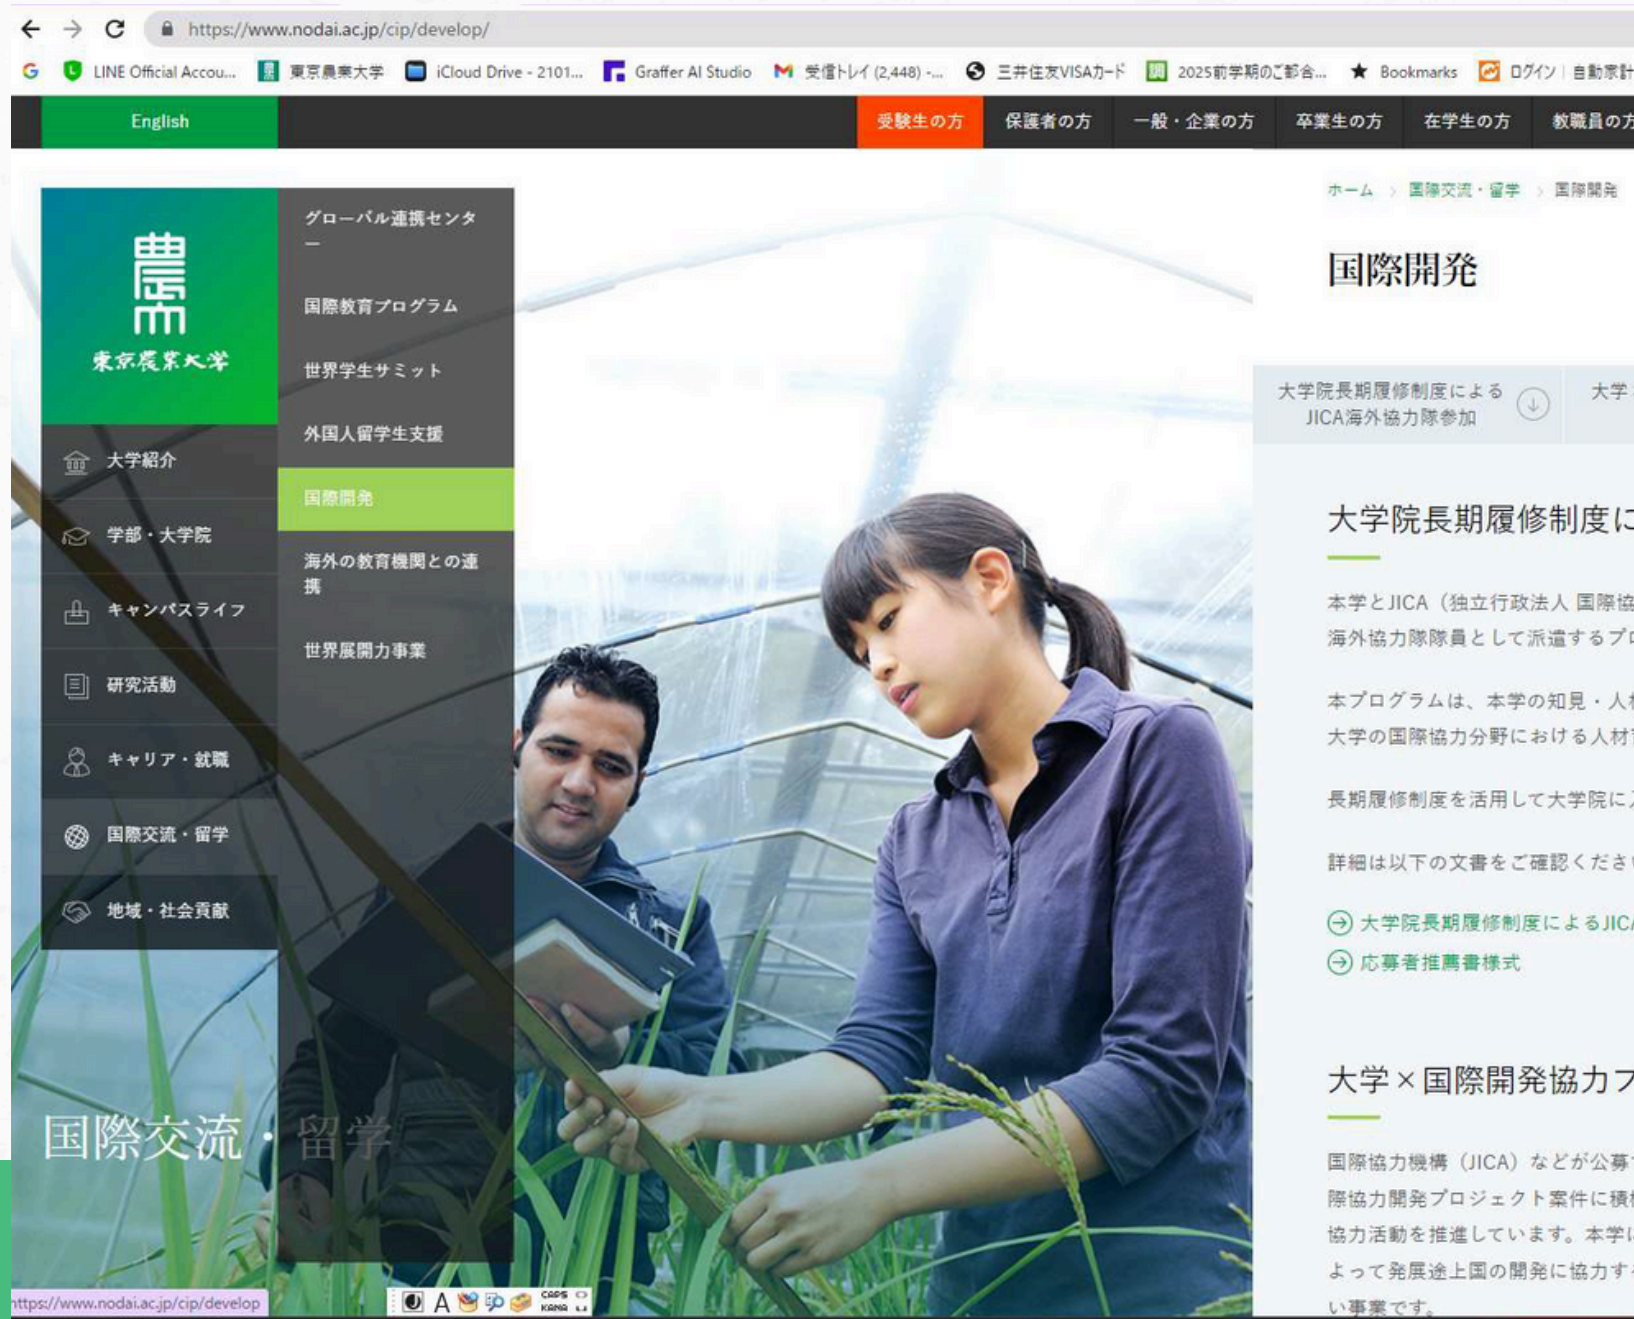 https://www.nodai.ac.jp/cip/develop/
LINE Official Accou... 東京農業大学 iCloud Drive - 2101... Graffer AI Studio 受信トレイ (2,448) -... 三井住友VISAカード 2025前学期のご都合... Bookmarks ログイン | 自動家計
English 受験生の方 保護者の方 一般・企業の方 卒業生の方 在学生の方 教職員の方
ホーム > 国際交流・留学 > 国際開発
国際開発
東京農業大学
大学紹介
学部・大学院
キャンパスライフ
研究活動
キャリア・就職
国際交流・留学
地域・社会貢献
グローバル連携センタ
ー
国際教育プログラム
世界学生サミット
外国人留学生支援
国際開発
海外の教育機関との連
携
世界展開力事業
国際交流・留学
大学院長期履修制度による
JICA海外協力隊参加
大学
大学院長期履修制度に
本学とJICA（独立行政法人 国際協
海外協力隊隊員として派遣するプロ
本プログラムは、本学の知見・人材
大学の国際協力分野における人材育
長期履修制度を活用して大学院に入
詳細は以下の文書をご確認ください
大学院長期履修制度によるJICA
応募者推薦書様式
大学×国際開発協力プ
国際協力機構（JICA）などが公募す
際協力開発プロジェクト案件に積極
協力活動を推進しています。本学に
よって発展途上国の開発に協力する
い事業です。
https://www.nodai.ac.jp/cip/develop
A CAPS
KANA